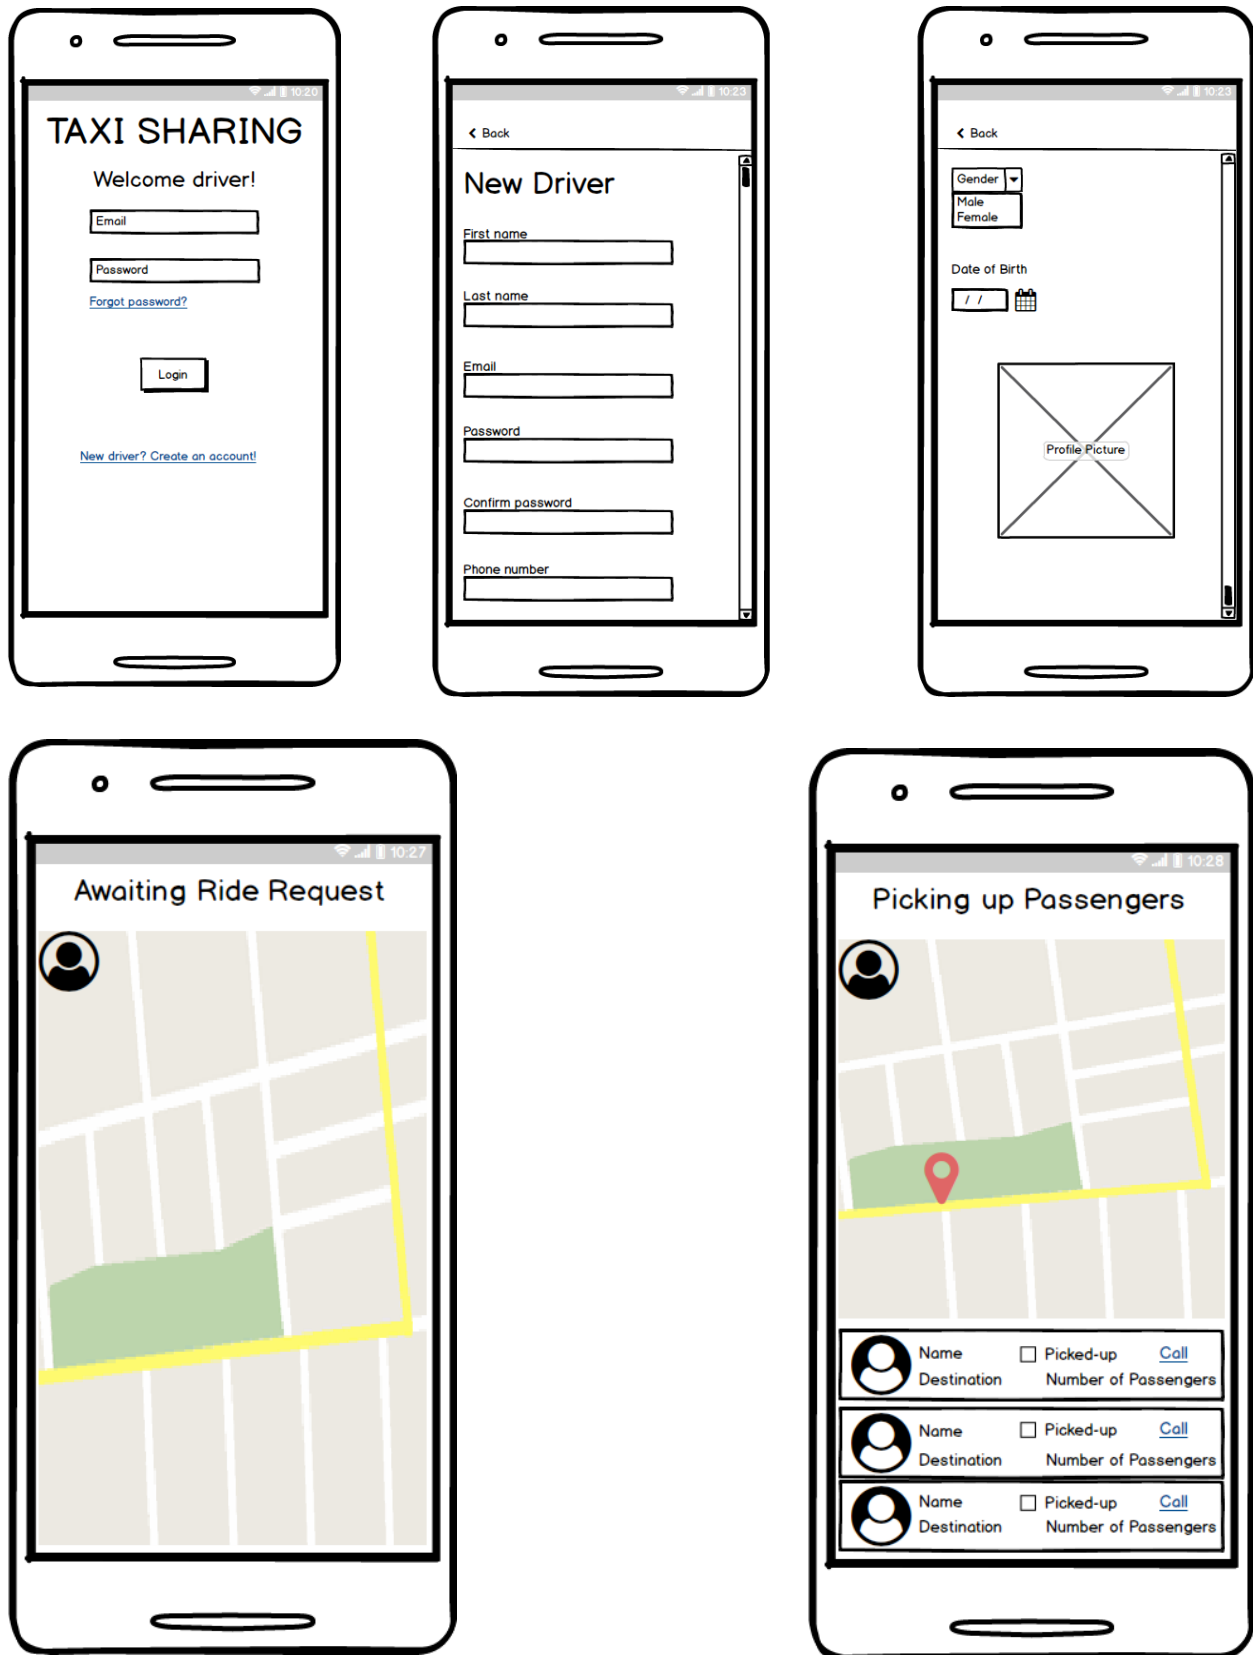 10:20
TAXI SHARING
Welcome driver!
Email
Password
Forgot password?
Login
New driver? Create an account!
10:23
Back
New Driver
First name
Last name
Email
Password
Confirm password
Phone number
10:23
Back
Gender
Male
Female
Date of Birth
/ /
Profile Picture
10:27
Awaiting Ride Request
10:28
Picking up Passengers
Name Picked-up Call
Destination Number of Passengers
Name Picked-up Call
Destination Number of Passengers
Name Picked-up Call
Destination Number of Passengers